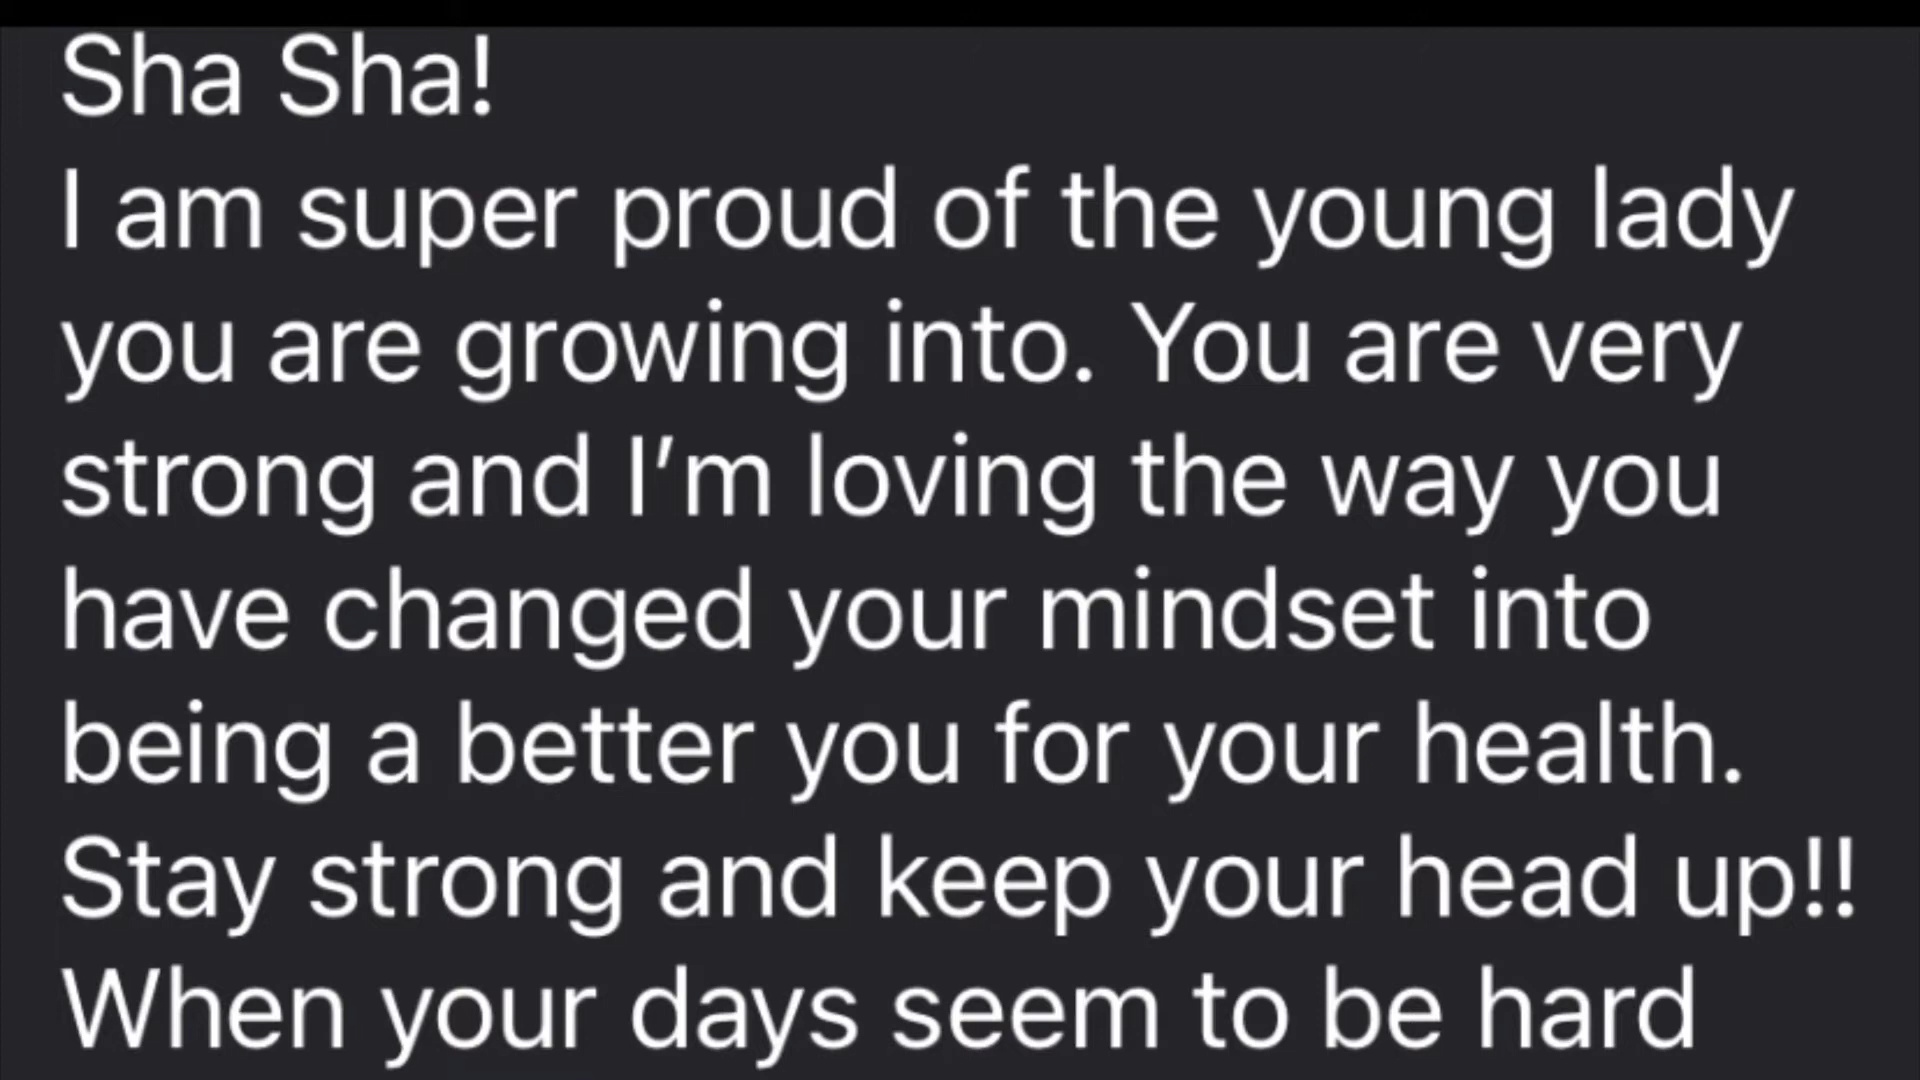 Sha Sha!
I am super proud of the young lady
you are growing into. You are very
strong and I’m loving the way you
have changed your mindset into
being a better you for your health.
Stay strong and keep your head up!!
When your days seem to be hard